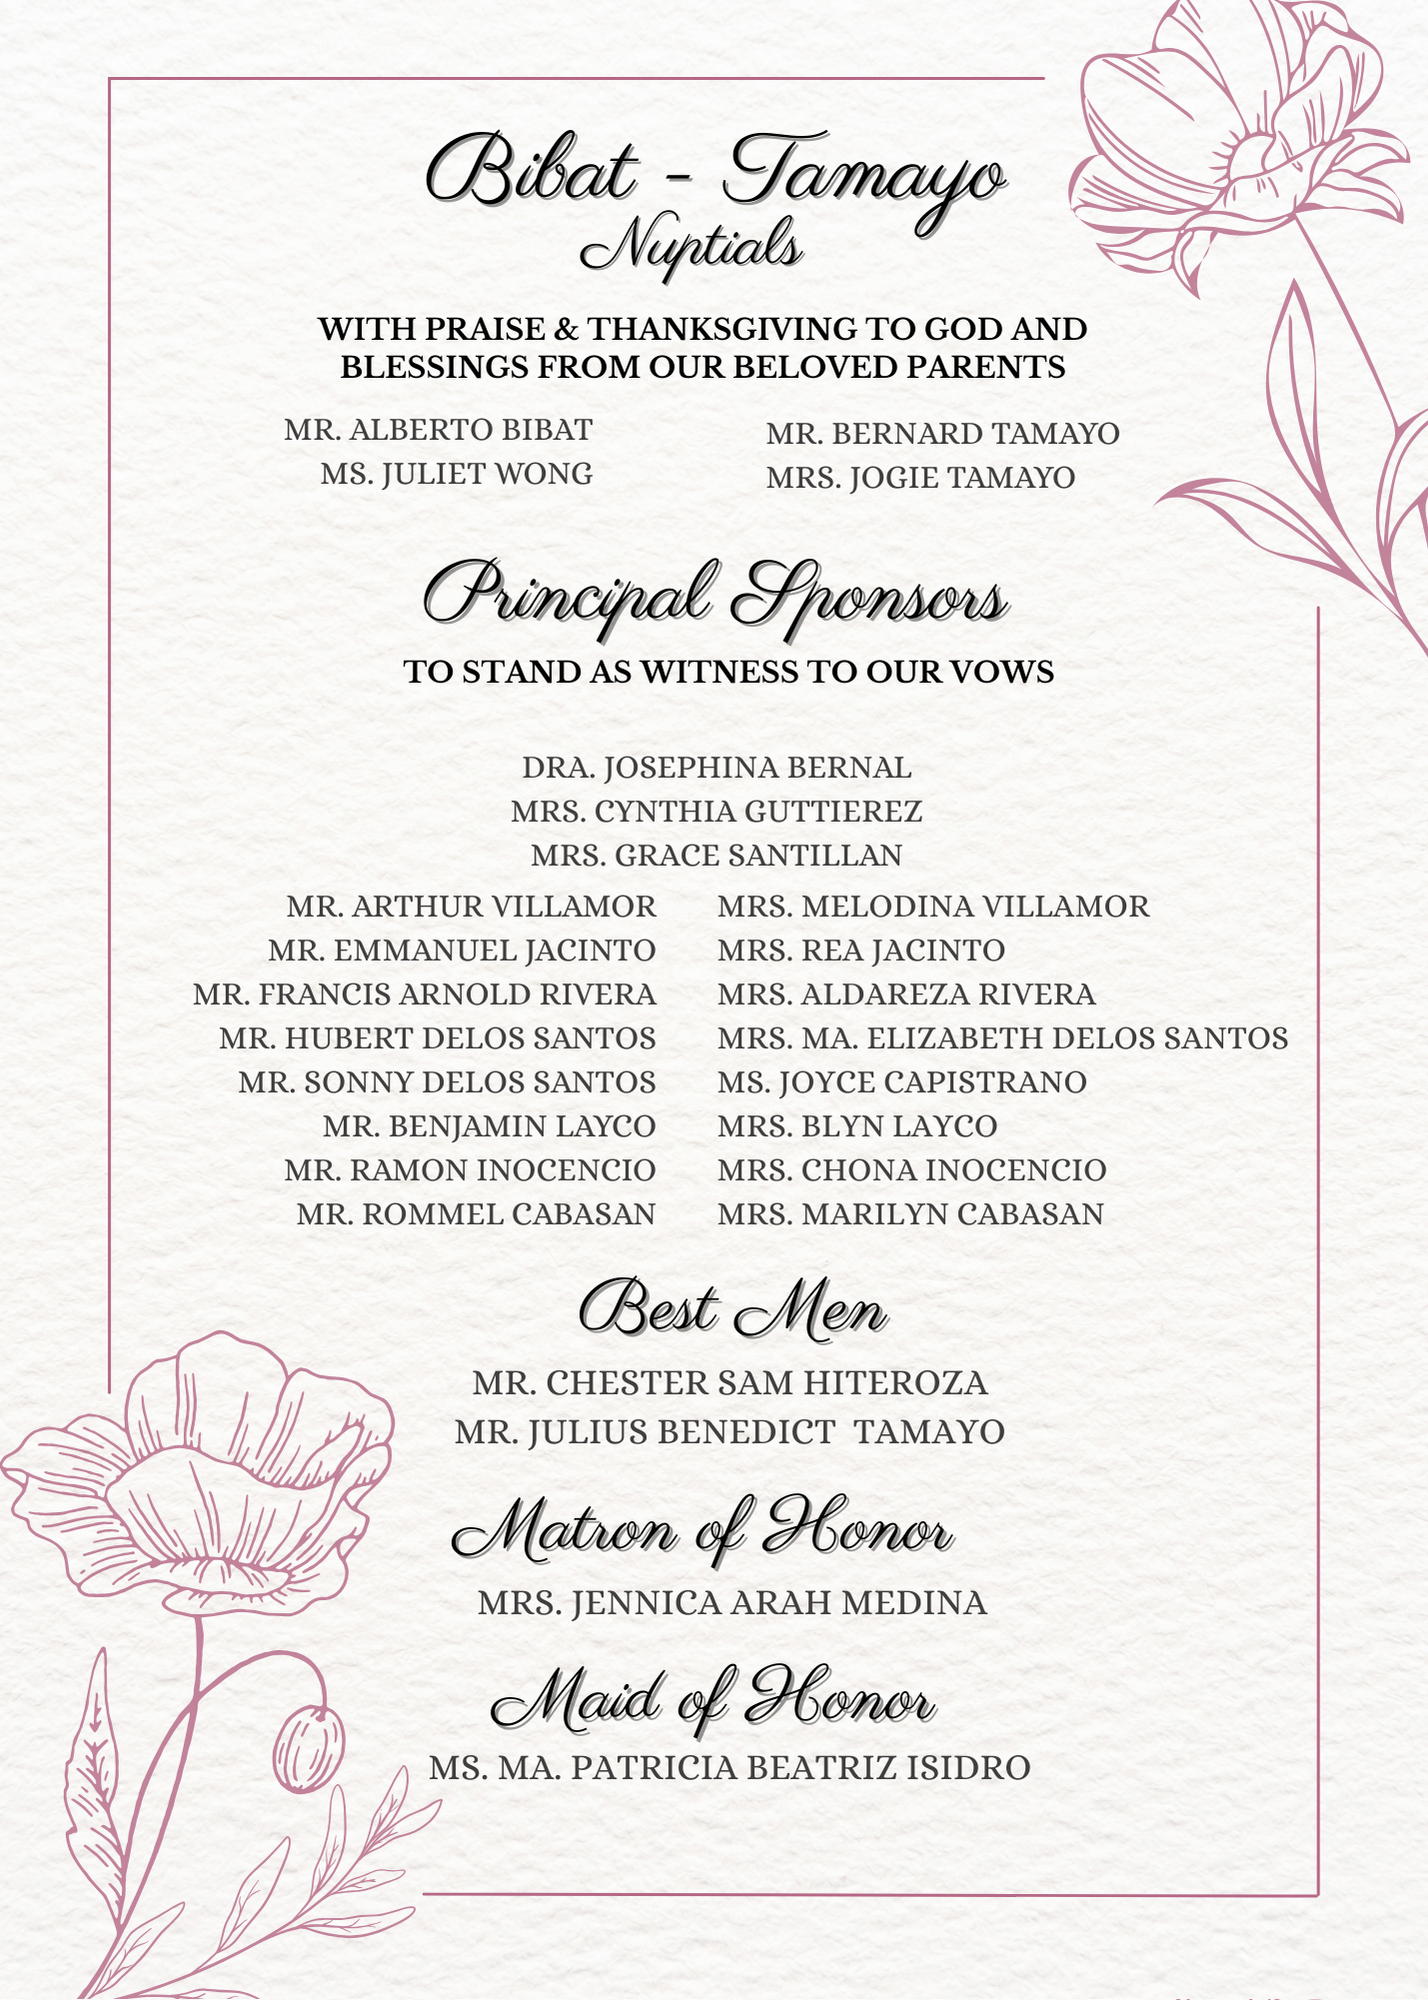 Bibat - Tamayo
Nuptials
WITH PRAISE & THANKSGIVING TO GOD AND
BLESSINGS FROM OUR BELOVED PARENTS
MR. ALBERTO BIBAT
MS. JULIET WONG
MR. BERNARD TAMAYO
MRS. JOGIE TAMAYO
Principal Sponsors
TO STAND AS WITNESS TO OUR VOWS
DRA. JOSEPHINA BERNAL
MRS. CYNTHIA GUTTIEREZ
MRS. GRACE SANTILLAN
MR. ARTHUR VILLAMOR
MR. EMMANUEL JACINTO
MR. FRANCIS ARNOLD RIVERA
MR. HUBERT DELOS SANTOS
MR. SONNY DELOS SANTOS
MR. BENJAMIN LAYCO
MR. RAMON INOCENCIO
MR. ROMMEL CABASAN
MRS. MELODINA VILLAMOR
MRS. REA JACINTO
MRS. ALDAREZA RIVERA
MRS. MA. ELIZABETH DELOS SANTOS
MS. JOYCE CAPISTRANO
MRS. BLYN LAYCO
MRS. CHONA INOCENCIO
MRS. MARILYN CABASAN
Best Men
MR. CHESTER SAM HITEROZA
MR. JULIUS BENEDICT TAMAYO
Matron of Honor
MRS. JENNICA ARAH MEDINA
Maid of Honor
MS. MA. PATRICIA BEATRIZ ISIDRO